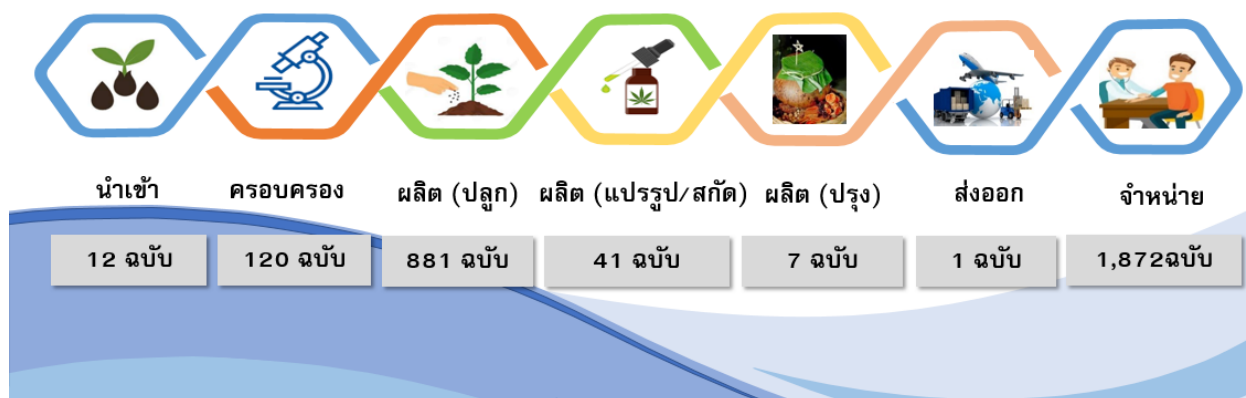 นำเข้า ครอบครอง ผลิต (ปลูก) ผลิต (แปรรูป/สกัด) ผลิต (ปรุง) ส่งออก จำหน่าย
12 ฉบับ 120 ฉบับ 881 ฉบับ 41 ฉบับ 7 ฉบับ 1 ฉบับ 1,872ฉบับ